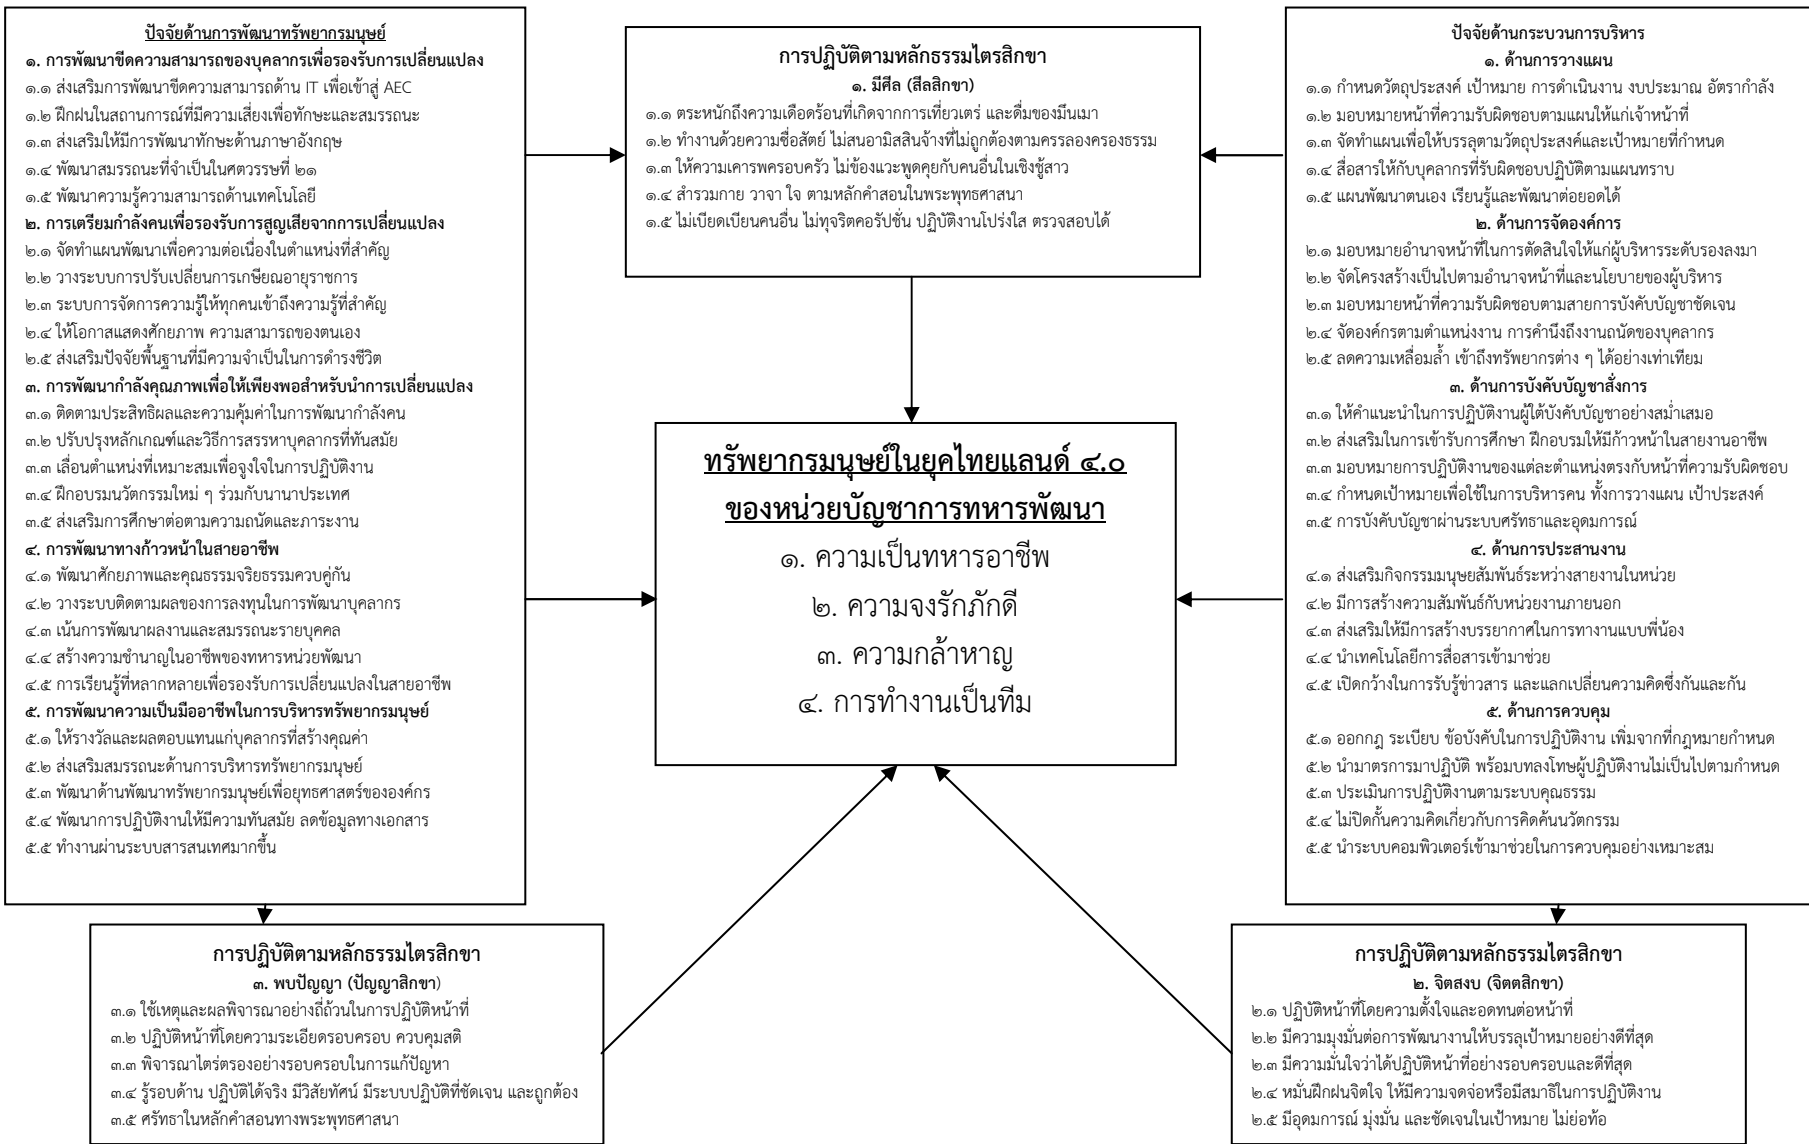 ปัจจัยด้านการพัฒนาทรัพยากรมนุษย์
๑. การพัฒนาขีดความสามารถของบุคลากรเพื่อรองรับการเปลี่ยนแปลง
๑.๑ ส่งเสริมการพัฒนาขีดความสามารถด้าน IT เพื่อเข้าสู่ AEC
๑.๒ ฝึกฝนในสถานการณ์ที่มีความเสี่ยงเพื่อทักษะและสมรรถนะ
๑.๓ ส่งเสริมให้มีการพัฒนาทักษะด้านภาษาอังกฤษ
๑.๔ พัฒนาสมรรถนะที่จำเป็นในศตวรรษที่ ๒๑
๑.๕ พัฒนาความรู้ความสามารถด้านเทคโนโลยี
๒. การเตรียมกำลังคนเพื่อรองรับการสูญเสียจากการเปลี่ยนแปลง
๒.๑ จัดทำแผนพัฒนาเพื่อความต่อเนื่องในตำแหน่งที่สำคัญ
๒.๒ วางระบบการปรับเปลี่ยนการเกษียณอายุราชการ
๒.๓ ระบบการจัดการความรู้ให้ทุกคนเข้าถึงความรู้ที่สำคัญ
๒.๔ ให้โอกาสแสดงศักยภาพ ความสามารถของตนเอง
๒.๕ ส่งเสริมปัจจัยพื้นฐานที่มีความจำเป็นในการดำรงชีวิต
๓. การพัฒนากำลังคุณภาพเพื่อให้เพียงพอสำหรับนำการเปลี่ยนแปลง
๓.๑ ติดตามประสิทธิผลและความคุ้มค่าในการพัฒนากำลังคน
๓.๒ ปรับปรุงหลักเกณฑ์และวิธีการสรรหาบุคลากรที่ทันสมัย
๓.๓ เลื่อนตำแหน่งที่เหมาะสมเพื่อจูงใจในการปฏิบัติงาน
๓.๔ ฝึกอบรมนวัตกรรมใหม่ ๆ ร่วมกับนานาประเทศ
๓.๕ ส่งเสริมการศึกษาต่อตามความถนัดและภาระงาน
๔. การพัฒนาทางก้าวหน้าในสายอาชีพ
๔.๑ พัฒนาศักยภาพและคุณธรรมจริยธรรมควบคู่กัน
๔.๒ วางระบบติดตามผลของการลงทุนในการพัฒนาบุคลากร
๔.๓ เน้นการพัฒนาผลงานและสมรรถนะรายบุคคล
๔.๔ สร้างความชำนาญในอาชีพของทหารหน่วยพัฒนา
๔.๕ การเรียนรู้ที่หลากหลายเพื่อรองรับการเปลี่ยนแปลงในสายอาชีพ
๕. การพัฒนาความเป็นมืออาชีพในการบริหารทรัพยากรมนุษย์
๕.๑ ให้รางวัลและผลตอบแทนแก่บุคลากรที่สร้างคุณค่า
๕.๒ ส่งเสริมสมรรถนะด้านการบริหารทรัพยากรมนุษย์
๕.๓ พัฒนาด้านพัฒนาทรัพยากรมนุษย์เพื่อยุทธศาสตร์ขององค์กร
๕.๔ พัฒนาการปฏิบัติงานให้มีความทันสมัย ลดข้อมูลทางเอกสาร
๕.๕ ทำงานผ่านระบบสารสนเทศมากขึ้น
การปฏิบัติตามหลักธรรมไตรสิกขา
๑. มีศีล (สีลสิกขา)
๑.๑ ตระหนักถึงความเดือดร้อนที่เกิดจากการเที่ยวเตร่ และดื่มของมึนเมา
๑.๒ ทำงานด้วยความซื่อสัตย์ ไม่สนอามิสสินจ้างที่ไม่ถูกต้องตามครรลองครองธรรม
๑.๓ ให้ความเคารพครอบครัว ไม่ข้องแวะพูดคุยกับคนอื่นในเชิงชู้สาว
๑.๔ สำรวมกาย วาจา ใจ ตามหลักคำสอนในพระพุทธศาสนา
๑.๕ ไม่เบียดเบียนคนอื่น ไม่ทุจริตคอรัปชั่น ปฏิบัติงานโปร่งใส ตรวจสอบได้
ทรัพยากรมนุษย์ในยุคไทยแลนด์ ๔.๐
ของหน่วยบัญชาการทหารพัฒนา
๑. ความเป็นทหารอาชีพ
๒. ความจงรักภักดี
๓. ความกล้าหาญ
๔. การทำงานเป็นทีม
ปัจจัยด้านกระบวนการบริหาร
๑. ด้านการวางแผน
๑.๑ กำหนดวัตถุประสงค์ เป้าหมาย การดำเนินงาน งบประมาณ อัตรากำลัง
๑.๒ มอบหมายหน้าที่ความรับผิดชอบตามแผนให้แก่เจ้าหน้าที่
๑.๓ จัดทำแผนเพื่อให้บรรลุตามวัตถุประสงค์และเป้าหมายที่กำหนด
๑.๔ สื่อสารให้กับบุคลากรที่รับผิดชอบปฏิบัติตามแผนทราบ
๑.๕ แผนพัฒนาตนเอง เรียนรู้และพัฒนาต่อยอดได้
๒. ด้านการจัดองค์การ
๒.๑ มอบหมายอำนาจหน้าที่ในการตัดสินใจให้แก่ผู้บริหารระดับรองลงมา
๒.๒ จัดโครงสร้างเป็นไปตามอำนาจหน้าที่และนโยบายของผู้บริหาร
๒.๓ มอบหมายหน้าที่ความรับผิดชอบตามสายการบังคับบัญชาชัดเจน
๒.๔ จัดองค์กรตามตำแหน่งงาน การคำนึงถึงงานถนัดของบุคลากร
๒.๕ ลดความเหลื่อมล้ำ เข้าถึงทรัพยากรต่าง ๆ ได้อย่างเท่าเทียม
๓. ด้านการบังคับบัญชาสั่งการ
๓.๑ ให้คำแนะนำในการปฏิบัติงานผู้ใต้บังคับบัญชาอย่างสม่ำเสมอ
๓.๒ ส่งเสริมในการเข้ารับการศึกษา ฝึกอบรมให้มีก้าวหน้าในสายงานอาชีพ
๓.๓ มอบหมายการปฏิบัติงานของแต่ละตำแหน่งตรงกับหน้าที่ความรับผิดชอบ
๓.๔ กำหนดเป้าหมายเพื่อใช้ในการบริหารคน ทั้งการวางแผน เป้าประสงค์
๓.๕ การบังคับบัญชาผ่านระบบศรัทธาและอุดมการณ์
๔. ด้านการประสานงาน
๔.๑ ส่งเสริมกิจกรรมมนุษยสัมพันธ์ระหว่างสายงานในหน่วย
๔.๒ มีการสร้างความสัมพันธ์กับหน่วยงานภายนอก
๔.๓ ส่งเสริมให้มีการสร้างบรรยากาศในการทางานแบบพี่น้อง
๔.๔ นำเทคโนโลยีการสื่อสารเข้ามาช่วย
๔.๕ เปิดกว้างในการรับรู้ข่าวสาร และแลกเปลี่ยนความคิดซึ่งกันและกัน
๕. ด้านการควบคุม
๕.๑ ออกกฎ ระเบียบ ข้อบังคับในการปฏิบัติงาน เพิ่มจากที่กฎหมายกำหนด
๕.๒ นำมาตรการมาปฏิบัติ พร้อมบทลงโทษผู้ปฏิบัติงานไม่เป็นไปตามกำหนด
๕.๓ ประเมินการปฏิบัติงานตามระบบคุณธรรม
๕.๔ ไม่ปิดกั้นความคิดเกี่ยวกับการคิดค้นนวัตกรรม
๕.๕ นำระบบคอมพิวเตอร์เข้ามาช่วยในการควบคุมอย่างเหมาะสม
การปฏิบัติตามหลักธรรมไตรสิกขา
๓. พบปัญญา (ปัญญาสิกขา)
๓.๑ ใช้เหตุและผลพิจารณาอย่างถี่ถ้วนในการปฏิบัติหน้าที่
๓.๒ ปฏิบัติหน้าที่โดยความระเอียดรอบครอบ ควบคุมสติ
๓.๓ พิจารณาไตร่ตรองอย่างรอบครอบในการแก้ปัญหา
๓.๔ รู้รอบด้าน ปฏิบัติได้จริง มีวิสัยทัศน์ มีระบบปฏิบัติที่ชัดเจน และถูกต้อง
๓.๕ ศรัทธาในหลักคำสอนทางพระพุทธศาสนา
การปฏิบัติตามหลักธรรมไตรสิกขา
๒. จิตสงบ (จิตตสิกขา)
๒.๑ ปฏิบัติหน้าที่โดยความตั้งใจและอดทนต่อหน้าที่
๒.๒ มีความมุงมั่นต่อการพัฒนางานให้บรรลุเป้าหมายอย่างดีที่สุด
๒.๓ มีความมั่นใจว่าได้ปฏิบัติหน้าที่อย่างรอบครอบและดีที่สุด
๒.๔ หมั่นฝึกฝนจิตใจ ให้มีความจดจ่อหรือมีสมาธิในการปฏิบัติงาน
๒.๕ มีอุดมการณ์ มุ่งมั่น และชัดเจนในเป้าหมาย ไม่ย่อท้อ